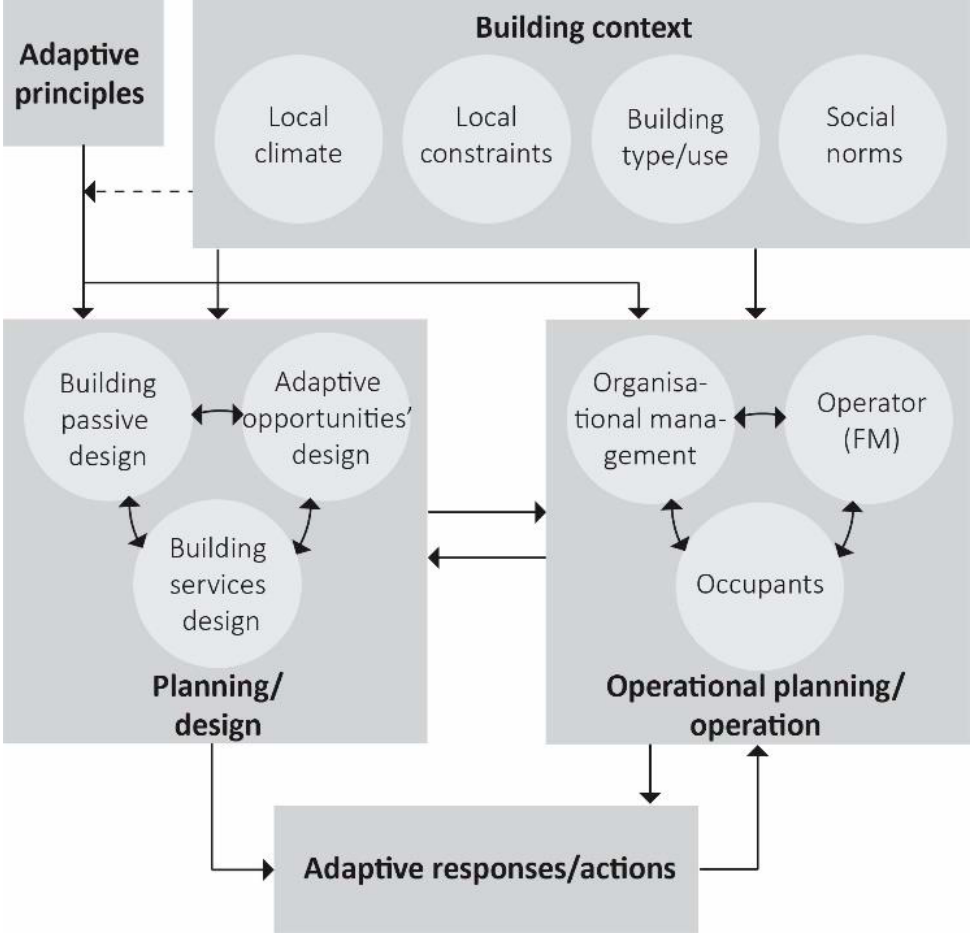 Adaptive
principles
Building context
Local
climate
Local
constraints
Building
type/use
Social
norms
Building
passive
design
Adaptive
opportunities’
design
Building
services
design
Planning/
design
Organisa-
tional mana-
gement
Operator
(FM)
Occupants
Operational planning/
operation
Adaptive responses/actions